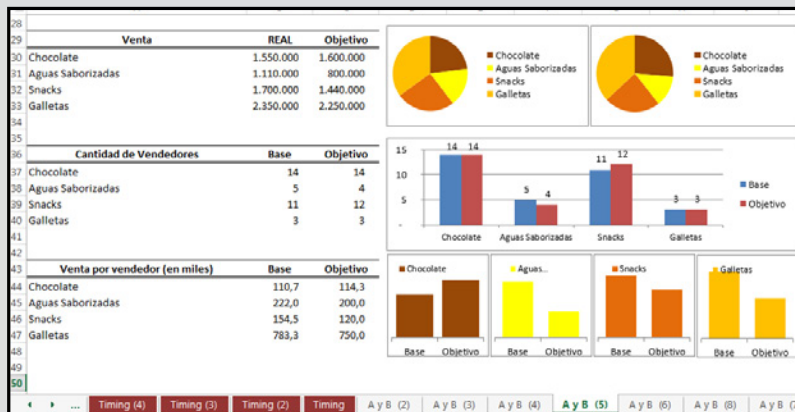 28
29 Venta REAL Objetivo
30 Chocolate 1.550.000 1.600.000
31 Aguas Saborizadas 1.110.000 800.000
32 Snacks 1.700.000 1.440.000
33 Galletas 2.350.000 2.250.000
34
35
36 Cantidad de Vendedores Base Objetivo
37 Chocolate 14 14
38 Aguas Saborizadas 5 4
39 Snacks 11 12
40 Galletas 3 3
41
42
43 Venta por vendedor (en miles) Base Objetivo
44 Chocolate 110,7 114,3
45 Aguas Saborizadas 222,0 200,0
46 Snacks 154,5 120,0
47 Galletas 783,3 750,0
48
49
50
Chocolate
Aguas Saborizadas
Snacks
Galletas
Chocolate
Aguas Saborizadas
Snacks
Galletas
15
10
5
-
14 14
5 4
11 12
3 3
Chocolate Aguas Saborizadas Snacks Galletas
Base
Objetivo
Chocolate
Base Objetivo
Aguas...
Base Objetivo
Snacks
Base Objetivo
Galletas
Base Objetivo
... Timing (4) Timing (3) Timing (2) Timing A y B (2) A y B (3) A y B (4) A y B (5) A y B (6) A y B (8) A y B (7